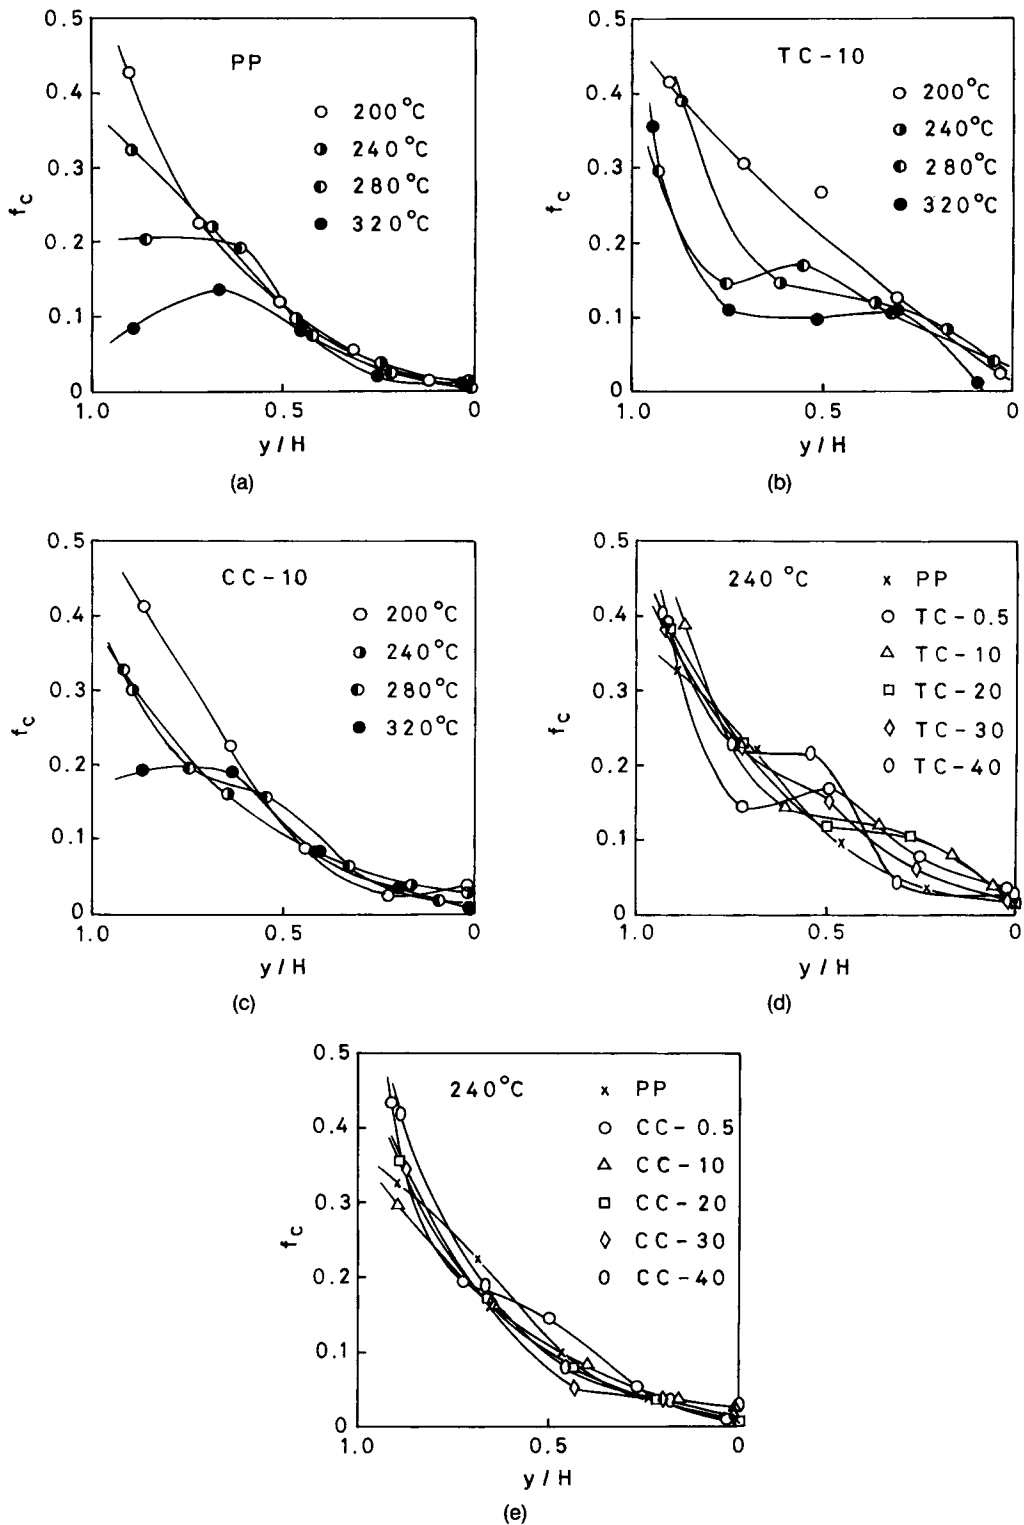 PP
0.5
0.4
0.3
0.2
0.1
0
fc
200°C
240°C
280°C
320°C
1.0
0.5
0
y / H
(a)
TC-10
0.5
0.4
0.3
0.2
0.1
0
fc
200°C
240°C
280°C
320°C
1.0
0.5
0
y / H
(b)
CC-10
0.5
0.4
0.3
0.2
0.1
0
fc
200°C
240°C
280°C
320°C
1.0
0.5
0
y / H
(c)
240 °C
0.5
0.4
0.3
0.2
0.1
0
fc
x PP
TC-0.5
TC-10
TC-20
TC-30
TC-40
1.0
0.5
0
y / H
(d)
240°C
0.5
0.4
0.3
0.2
0.1
0
fc
x PP
CC-0.5
CC-10
CC-20
CC-30
CC-40
1.0
0.5
0
y / H
(e)